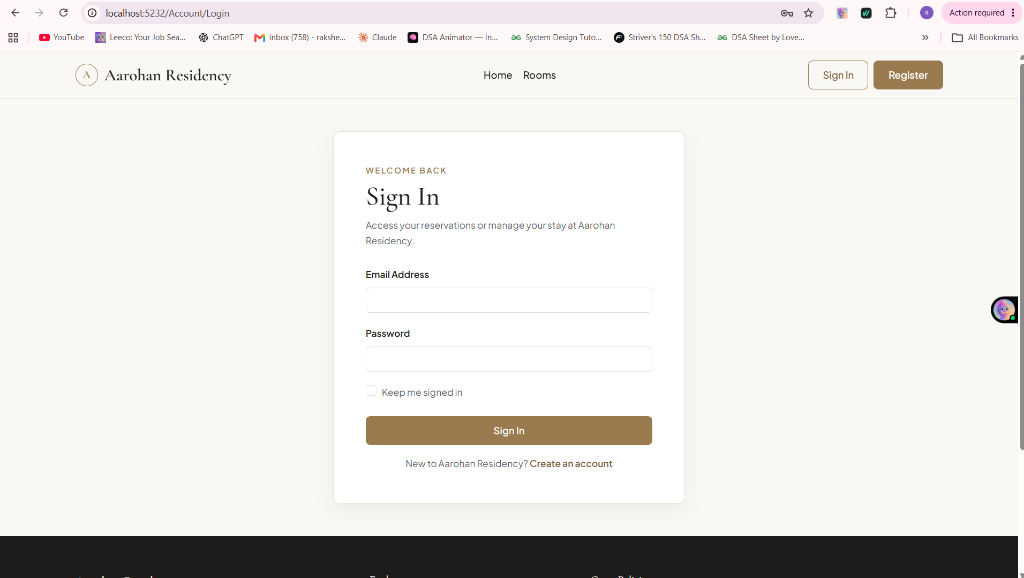 localhost:5232/Account/Login
Action required
YouTube
Leeco: Your Job Sea...
ChatGPT
Inbox (758) - rakshe...
Claude
DSA Animator — In...
System Design Tuto...
Striver's 150 DSA Sh...
DSA Sheet by Love...
»
All Bookmarks
A
Aarohan Residency
Home
Rooms
Sign In
Register
WELCOME BACK
Sign In
Access your reservations or manage your stay at Aarohan
Residency.
Email Address
Password
Keep me signed in
Sign In
New to Aarohan Residency? Create an account